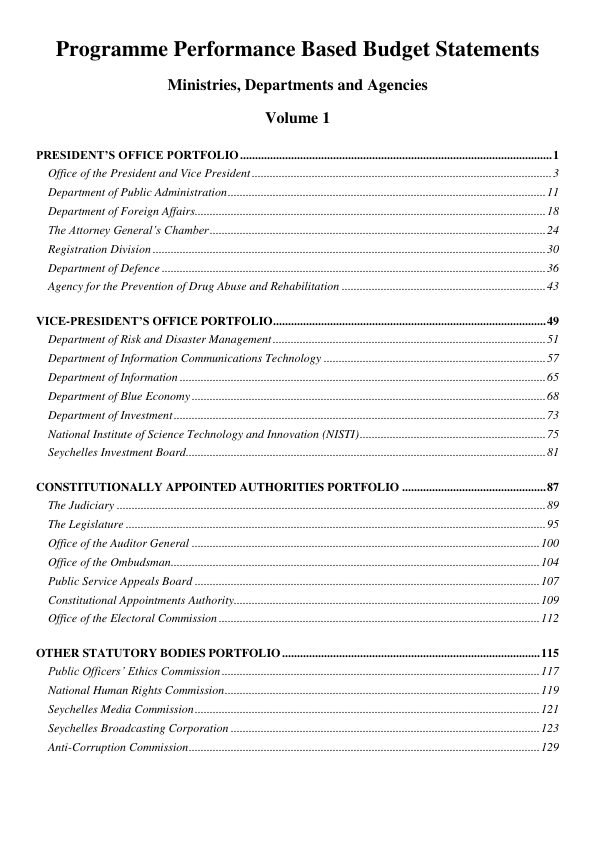 Programme Performance Based Budget Statements
Ministries, Departments and Agencies
Volume 1
PRESIDENT’S OFFICE PORTFOLIO 1
Office of the President and Vice President 3
Department of Public Administration 11
Department of Foreign Affairs 18
The Attorney General’s Chamber 24
Registration Division 30
Department of Defence 36
Agency for the Prevention of Drug Abuse and Rehabilitation 43
VICE-PRESIDENT’S OFFICE PORTFOLIO 49
Department of Risk and Disaster Management 51
Department of Information Communications Technology 57
Department of Information 65
Department of Blue Economy 68
Department of Investment 73
National Institute of Science Technology and Innovation (NISTI) 75
Seychelles Investment Board 81
CONSTITUTIONALLY APPOINTED AUTHORITIES PORTFOLIO 87
The Judiciary 89
The Legislature 95
Office of the Auditor General 100
Office of the Ombudsman 104
Public Service Appeals Board 107
Constitutional Appointments Authority 109
Office of the Electoral Commission 112
OTHER STATUTORY BODIES PORTFOLIO 115
Public Officers’ Ethics Commission 117
National Human Rights Commission 119
Seychelles Media Commission 121
Seychelles Broadcasting Corporation 123
Anti-Corruption Commission 129